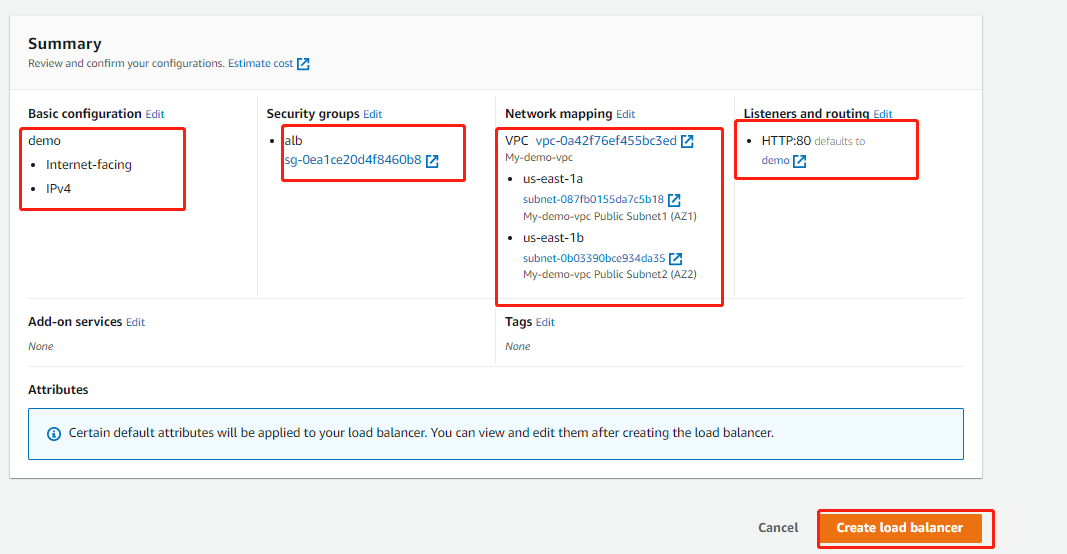 Summary
Review and confirm your configurations. Estimate cost
Basic configuration Edit
demo
Internet-facing
IPv4
Security groups Edit
alb
sg-0ea1ce20d4f8460b8
Network mapping Edit
VPC vpc-0a42f76ef455bc3ed
My-demo-vpc
us-east-1a
subnet-087fb0155da7c5b18
My-demo-vpc Public Subnet1 (AZ1)
us-east-1b
subnet-0b03390bce934da35
My-demo-vpc Public Subnet2 (AZ2)
Listeners and routing Edit
HTTP:80 defaults to
demo
Add-on services Edit
None
Tags Edit
None
Attributes
Certain default attributes will be applied to your load balancer. You can view and edit them after creating the load balancer.
Cancel
Create load balancer